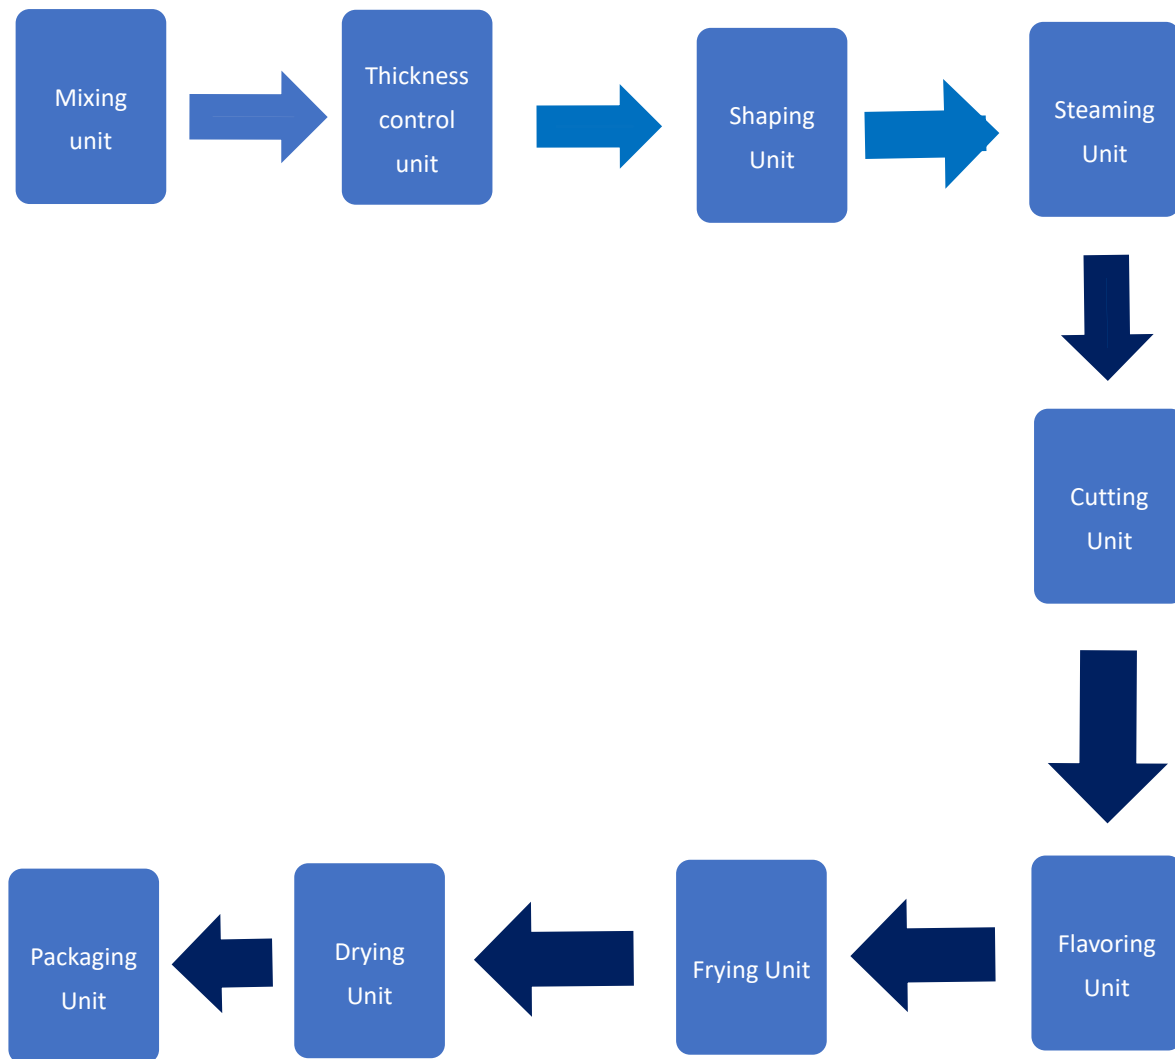 Mixing
unit
Thickness
control
unit
Shaping
Unit
Steaming
Unit
Cutting
Unit
Flavoring
Unit
Frying Unit
Drying
Unit
Packaging
Unit